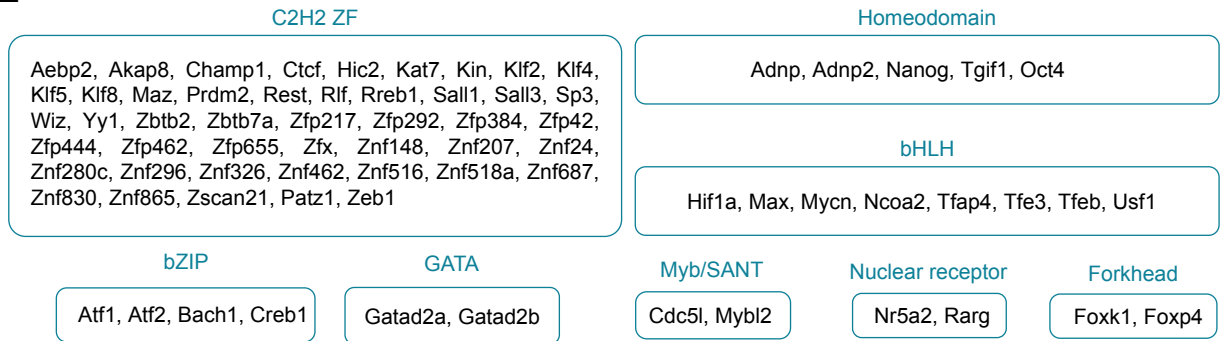 C2H2 ZF
Aebp2, Akap8, Champ1, Ctcf, Hic2, Kat7, Kin, Klf2, Klf4,
Klf5, Klf8, Maz, Prdm2, Rest, Rlf, Rreb1, Sall1, Sall3, Sp3,
Wiz, Yy1, Zbtb2, Zbtb7a, Zfp217, Zfp292, Zfp384, Zfp42,
Zfp444, Zfp462, Zfp655, Zfx, Znf148, Znf207, Znf24,
Znf280c, Znf296, Znf326, Znf462, Znf516, Znf518a, Znf687,
Znf830, Znf865, Zscan21, Patz1, Zeb1
Homeodomain
Adnp, Adnp2, Nanog, Tgif1, Oct4
bHLH
Hif1a, Max, Mycn, Ncoa2, Tfap4, Tfe3, Tfeb, Usf1
bZIP
Atf1, Atf2, Bach1, Creb1
GATA
Gatad2a, Gatad2b
Myb/SANT
Cdc5l, Mybl2
Nuclear receptor
Nr5a2, Rarg
Forkhead
Foxk1, Foxp4